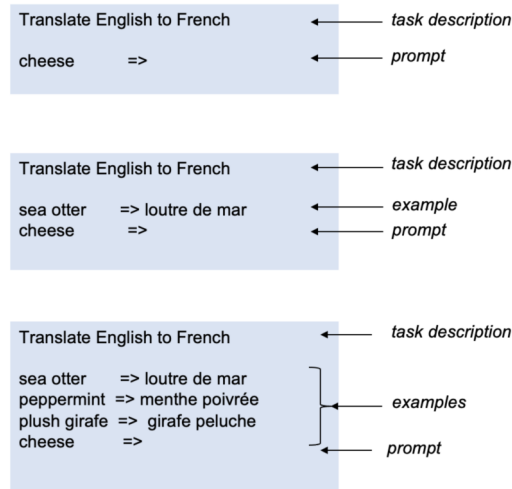 Translate English to French task description
cheese => prompt
Translate English to French task description
sea otter => loutre de mar example
cheese => prompt
Translate English to French task description
sea otter => loutre de mar
peppermint => menthe poivrée
plush girafe => girafe peluche examples
cheese => prompt